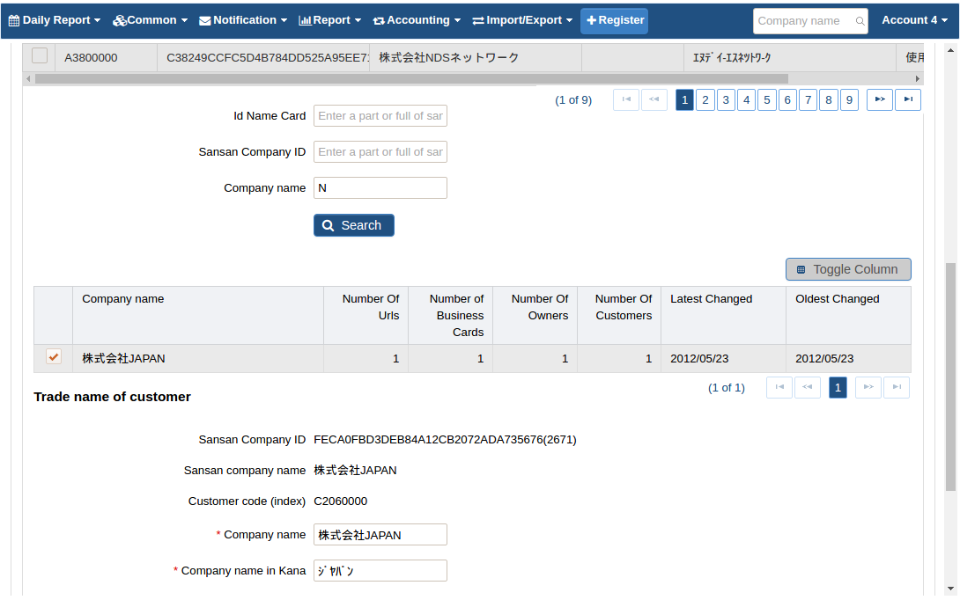 Daily Report Common Notification Report Accounting Import/Export Register Company name Account 4
A3800000 C38249CCFC5D4B784DD525A95EE7 株式会社NDSネットワーク ｴﾇﾃﾞｨｰｴｽﾈｯﾄﾜｰｸ 使用
(1 of 9) 1 2 3 4 5 6 7 8 9
Id Name Card Enter a part or full of sar
Sansan Company ID Enter a part or full of sar
Company name N
Search
Toggle Column
Company name Number Of Urls Number of Business Cards Number Of Owners Number Of Customers Latest Changed Oldest Changed
株式会社JAPAN 1 1 1 1 2012/05/23 2012/05/23
(1 of 1) 1
Trade name of customer
Sansan Company ID FECA0FBD3DEB84A12CB2072ADA735676(2671)
Sansan company name 株式会社JAPAN
Customer code (index) C2060000
* Company name 株式会社JAPAN
* Company name in Kana ｼﾞﾔﾊﾟﾝ